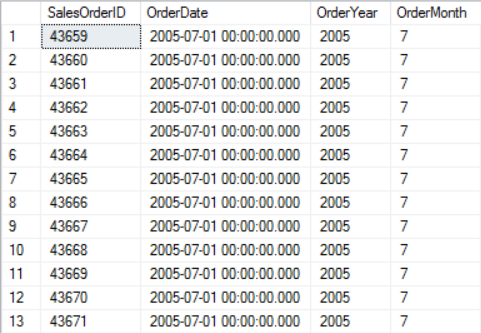 SalesOrderID OrderDate OrderYear OrderMonth
1 43659 2005-07-01 00:00:00.000 2005 7
2 43660 2005-07-01 00:00:00.000 2005 7
3 43661 2005-07-01 00:00:00.000 2005 7
4 43662 2005-07-01 00:00:00.000 2005 7
5 43663 2005-07-01 00:00:00.000 2005 7
6 43664 2005-07-01 00:00:00.000 2005 7
7 43665 2005-07-01 00:00:00.000 2005 7
8 43666 2005-07-01 00:00:00.000 2005 7
9 43667 2005-07-01 00:00:00.000 2005 7
10 43668 2005-07-01 00:00:00.000 2005 7
11 43669 2005-07-01 00:00:00.000 2005 7
12 43670 2005-07-01 00:00:00.000 2005 7
13 43671 2005-07-01 00:00:00.000 2005 7